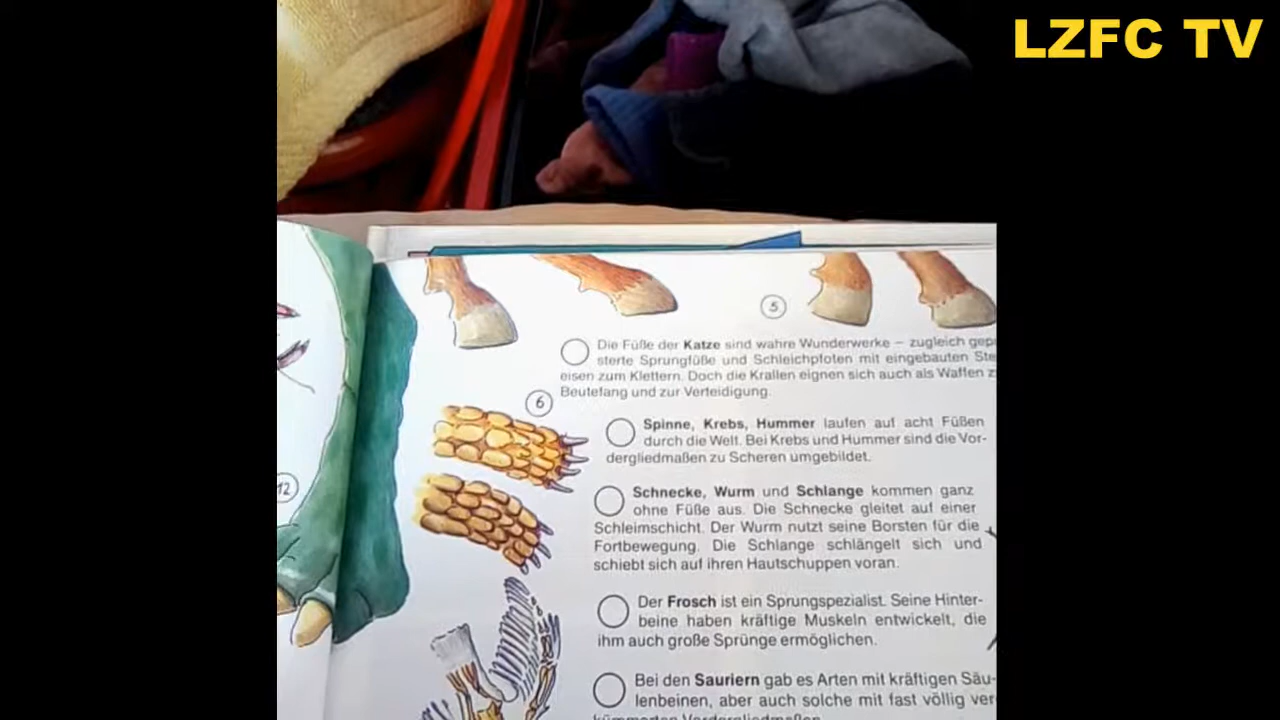 LZFC TV
5
Die Füße der Katze sind wahre Wunderwerke – zugleich
sterte Sprungfüße und Schleichpfoten mit eingebauten
eisen zum Klettern. Doch die Krallen eignen sich auch als Waffen
Beutefang und zur Verteidigung.
6
Spinne, Krebs, Hummer laufen auf acht Füßen
durch die Welt. Bei Krebs und Hummer sind die Vor-
dergliedmaßen zu Scheren umgebildet.
12
Schnecke, Wurm und Schlange kommen ganz
ohne Füße aus. Die Schnecke gleitet auf einer
Schleimschicht. Der Wurm nutzt seine Borsten für die
Fortbewegung. Die Schlange schlängelt sich und
schiebt sich auf ihren Hautschuppen voran.
Der Frosch ist ein Sprungspezialist. Seine Hinter-
beine haben kräftige Muskeln entwickelt, die
ihm auch große Sprünge ermöglichen.
Bei den Sauriern gab es Arten mit kräftigen Säu-
lenbeinen, aber auch solche mit fast völlig ver